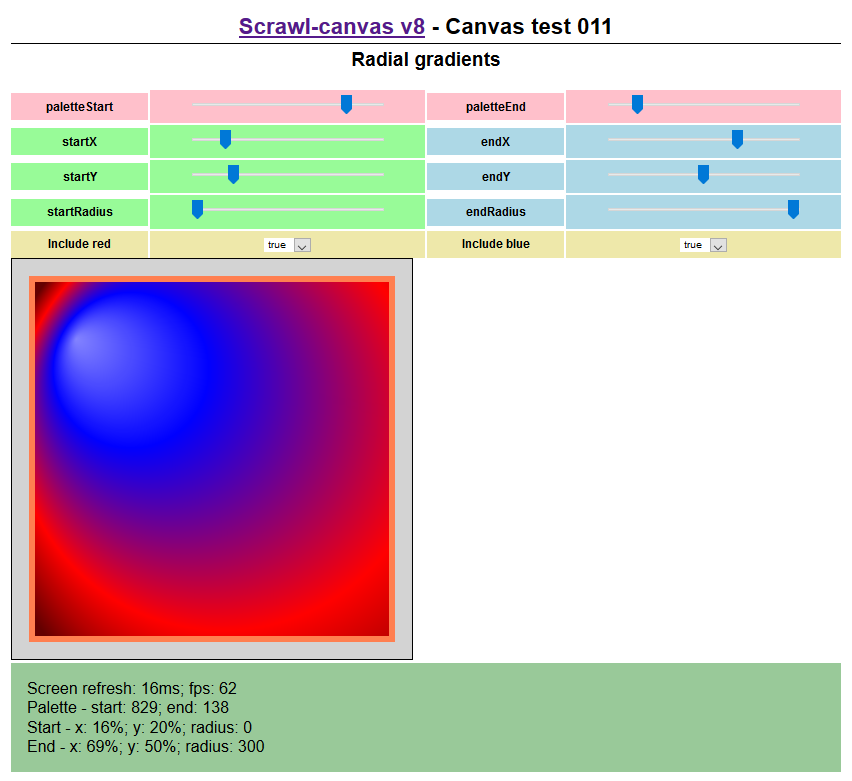 Scrawl-canvas v8 - Canvas test 011
Radial gradients
paletteStart paletteEnd
startX endX
startY endY
startRadius endRadius
Include red true Include blue true
Screen refresh: 16ms; fps: 62
Palette - start: 829; end: 138
Start - x: 16%; y: 20%; radius: 0
End - x: 69%; y: 50%; radius: 300